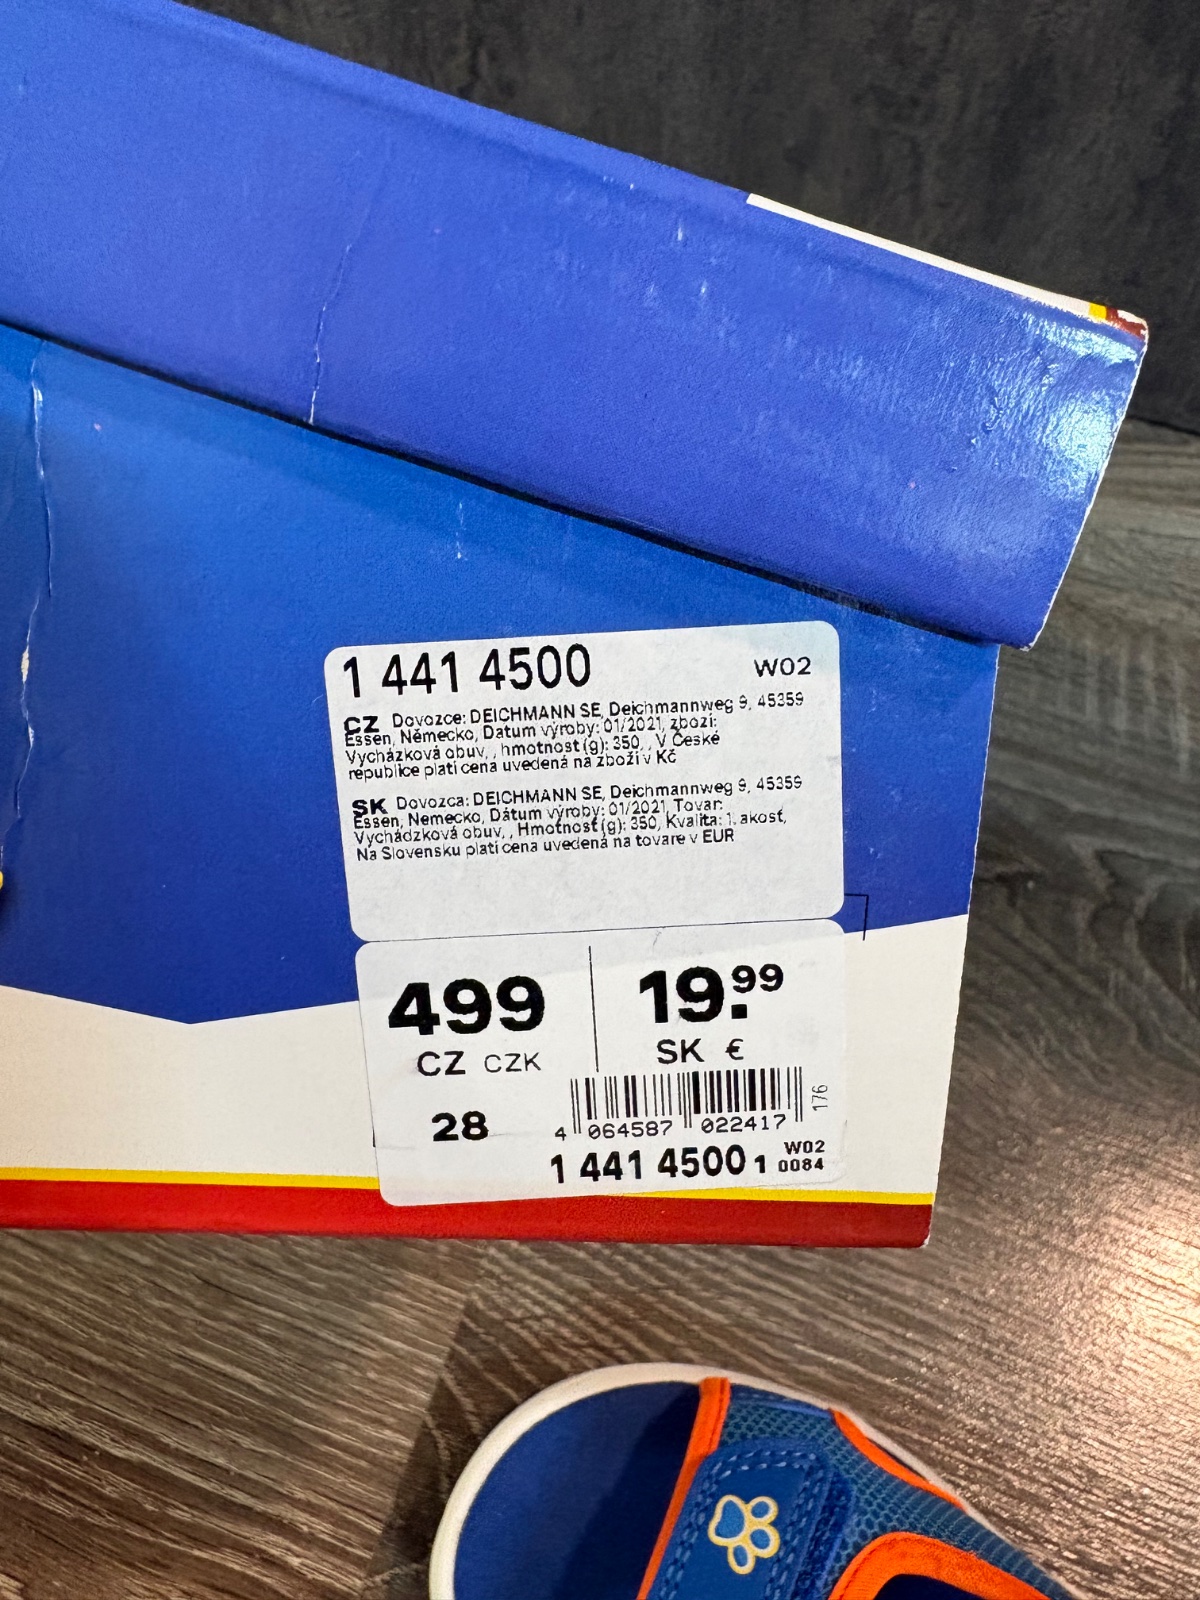 1 441 4500 W02
CZ Dovozce: DEICHMANN SE, Deichmannweg 9, 45359
Essen, Německo, Datum výroby: 01/2021, zboží:
Vycházková obuv, , hmotnost (g): 350, , V České
republice platí cena uvedená na zboží v Kč
SK Dovozca: DEICHMANN SE, Deichmannweg 9, 45359
Essen, Nemecko, Dátum výroby: 01/2021, Tovar:
Vychádzková obuv, , Hmotnosť (g): 350, Kvalita: 1. akosť,
Na Slovensku platí cena uvedená na tovare v EUR
499 19.99
CZ CZK SK €
28
176
4 064587 022417
1 441 4500 1 W02
0084